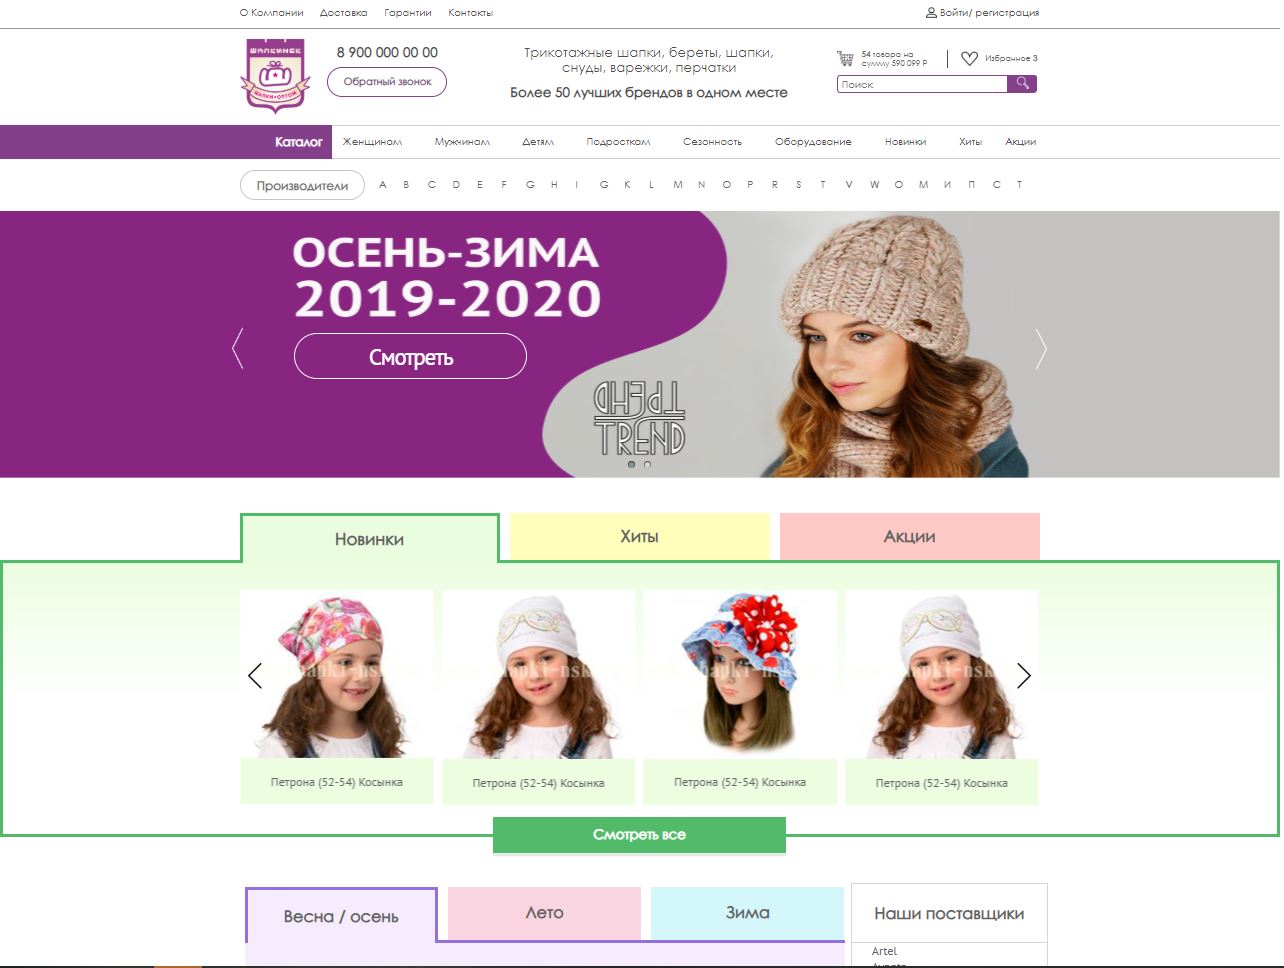 О Компании Доставка Гарантии Контакты Войти/ регистрация
ШАПКИНСК
ШАПКИ•ОПТОМ
8 900 000 00 00
Обратный звонок
Трикотажные шапки, береты, шапки,
снуды, варежки, перчатки
Более 50 лучших брендов в одном месте
54 товара на
сумму 590 099 Р
Избранное 3
Поиск
Каталог Женщинам Мужчинам Детям Подросткам Сезонность Оборудование Новинки Хиты Акции
Производители A B C D E F G H I G K L M N O P R S T V W О М И П С Т
ОСЕНЬ-ЗИМА
2019-2020
Смотреть
ТРЕНД
TREND
Новинки Хиты Акции
hapki-nsk
hapki-nsk
Петрона (52-54) Косынка Петрона (52-54) Косынка Петрона (52-54) Косынка Петрона (52-54) Косынка
Смотреть все
Весна / осень Лето Зима Наши поставщики
Artel